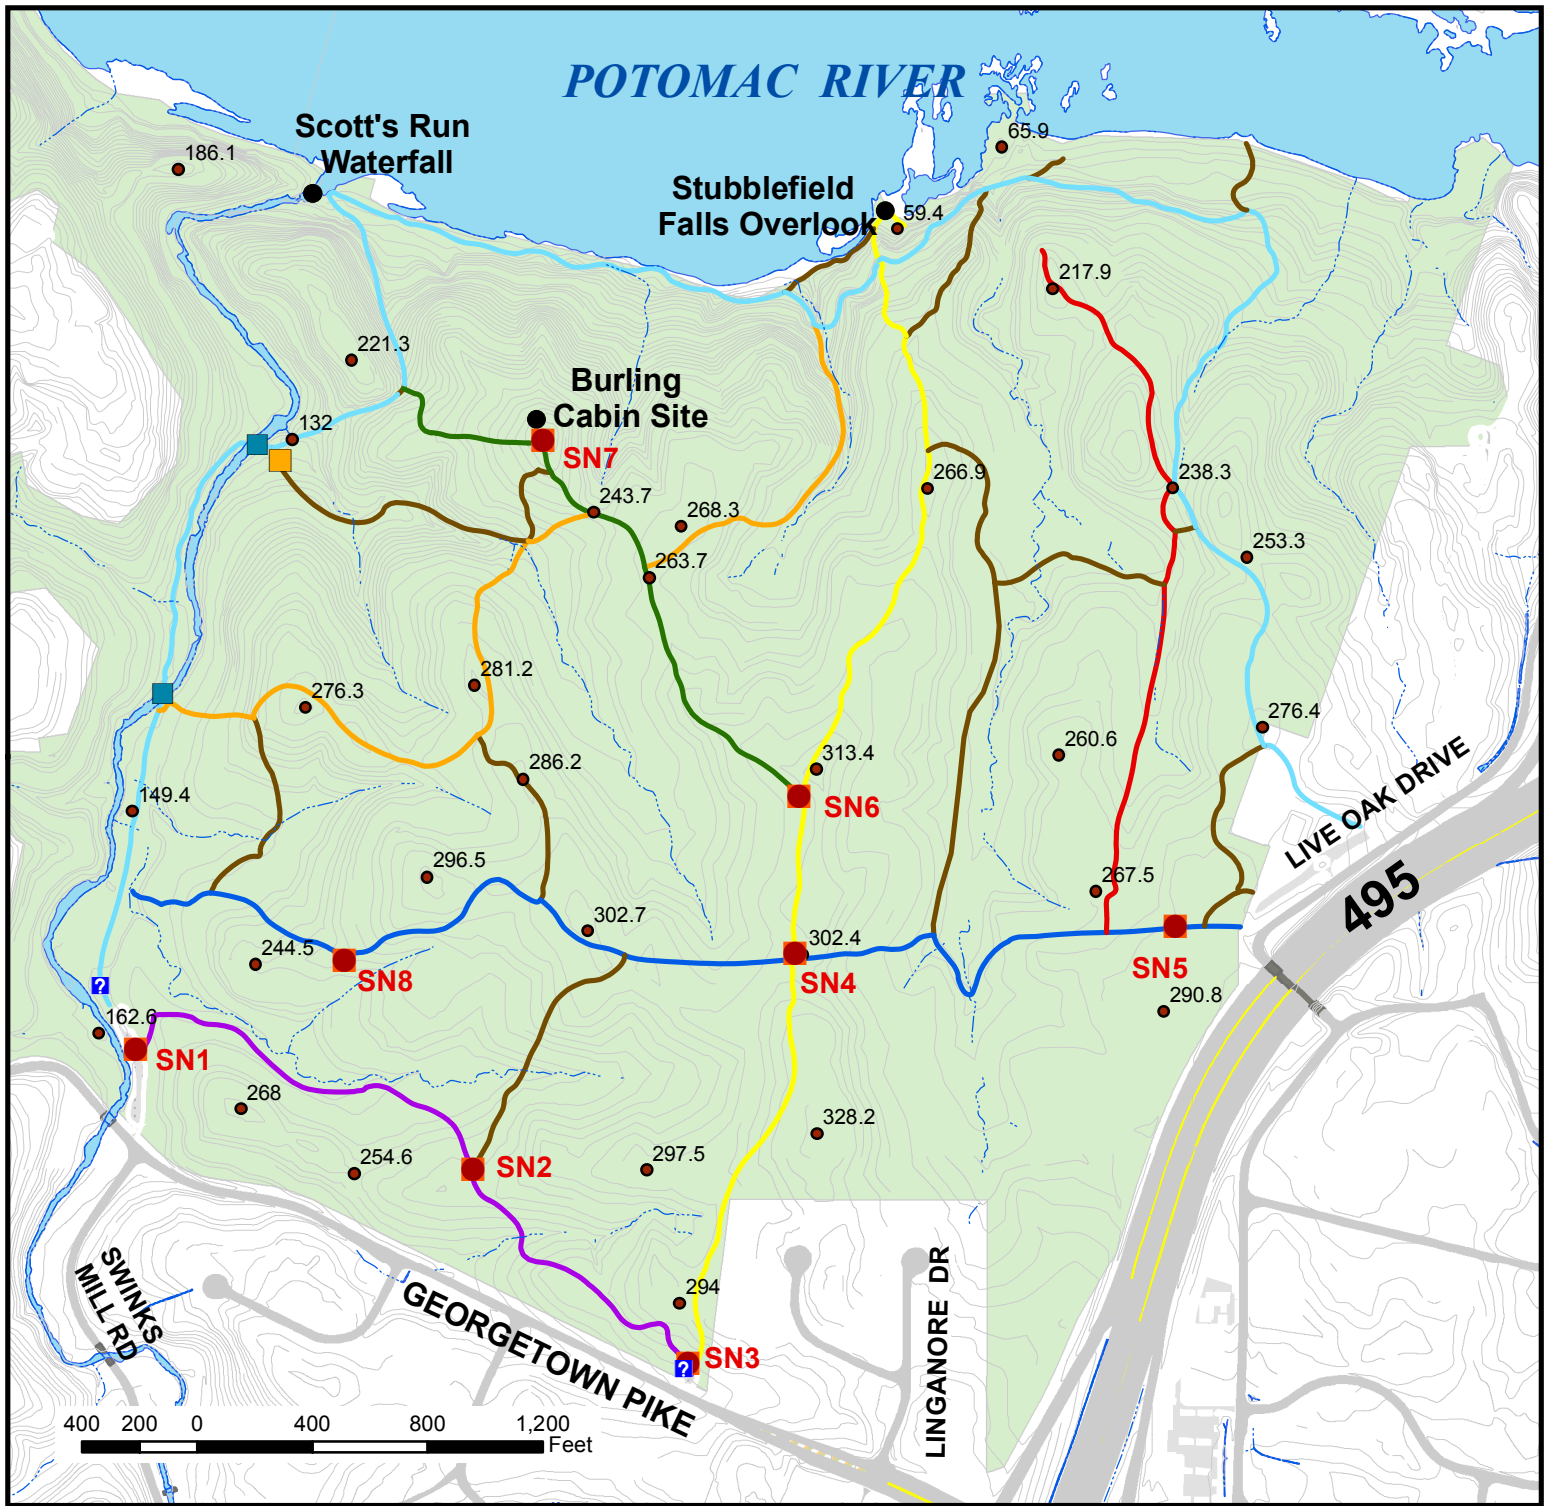 POTOMAC RIVER
Scott's Run
Waterfall
65.9
186.1
Stubblefield
Falls Overlook
59.4
217.9
221.3
Burling
Cabin Site
132
SN7
266.9
238.3
243.7
268.3
253.3
263.7
281.2
276.3
276.4
260.6
313.4
286.2
SN6
149.4
LIVE OAK DRIVE
296.5
267.5
495
302.7
302.4
244.5
SN8
SN4
SN5
?
290.8
162.6
SN1
268
328.2
254.6
SN2
297.5
SWINKS
MILL RD
294
GEORGETOWN PIKE
LINGANORE DR
SN3
?
400 200 0 400 800 1,200
Feet